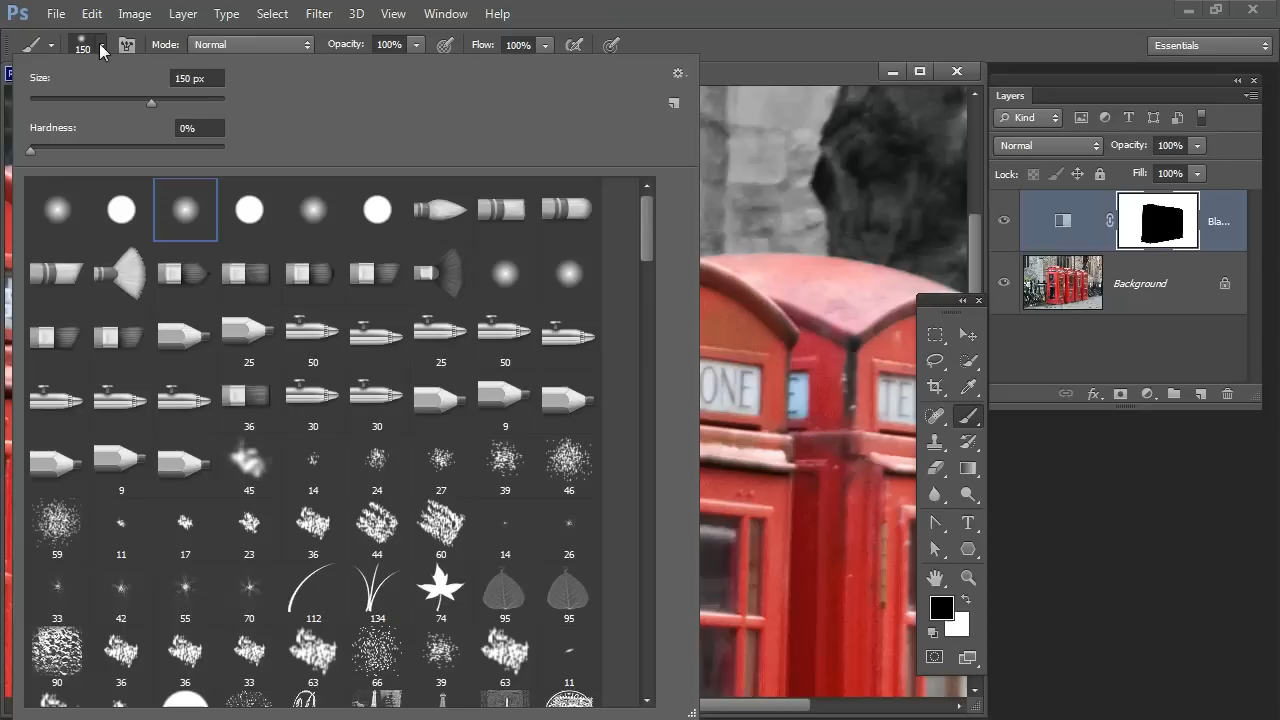 Ps File Edit Image Layer Type Select Filter 3D View Window Help
150 Mode: Normal Opacity: 100% Flow: 100% Essentials
Size: 150 px
Hardness: 0%
25 50 25 50
36 30 30 9
9 45 14 24 27 39 46
59 11 17 23 36 44 60 14 26
33 42 55 70 112 134 74 95 95
90 36 36 33 63 66 39 63 11
ONE E TE
Layers
Kind
Normal Opacity: 100%
Lock: Fill: 100%
Bla...
Background